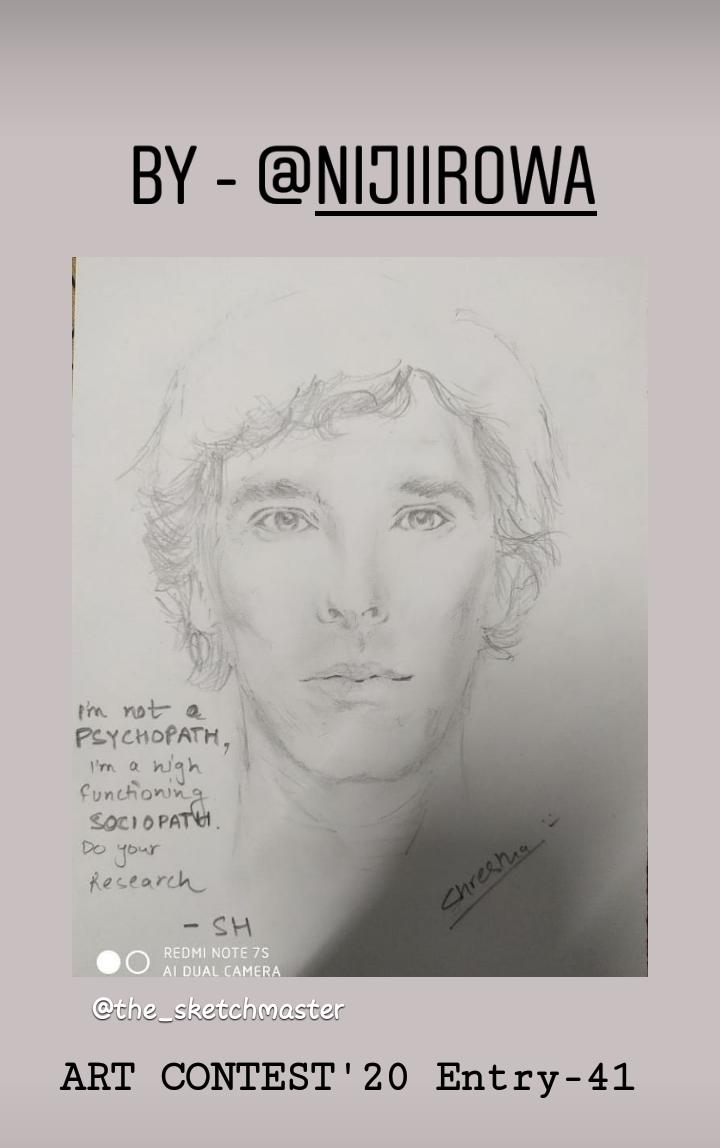 BY - @NIJIIROWA
I'm not a
PSYCHOPATH,
I'm a high
functioning
SOCIOPATH.
Do your
Research
- SH
REDMI NOTE 7S
AI DUAL CAMERA
@the_sketchmaster
ART CONTEST'20 Entry-41